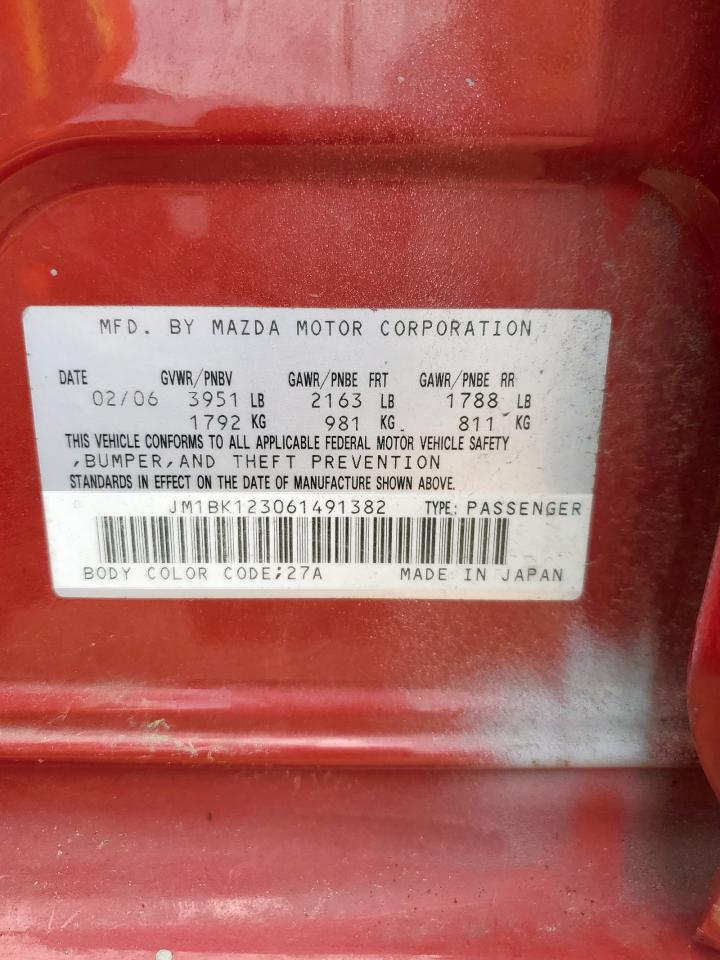 MFD. BY MAZDA MOTOR CORPORATION
DATE GVWR/PNBV GAWR/PNBE FRT GAWR/PNBE RR
02/06 3951 LB 2163 LB 1788 LB
1792 KG 981 KG 811 KG
THIS VEHICLE CONFORMS TO ALL APPLICABLE FEDERAL MOTOR VEHICLE SAFETY
,BUMPER,AND THEFT PREVENTION
STANDARDS IN EFFECT ON THE DATE OF MANUFACTURE SHOWN ABOVE.
JM1BK123061491382 TYPE: PASSENGER
BODY COLOR CODE;27A MADE IN JAPAN